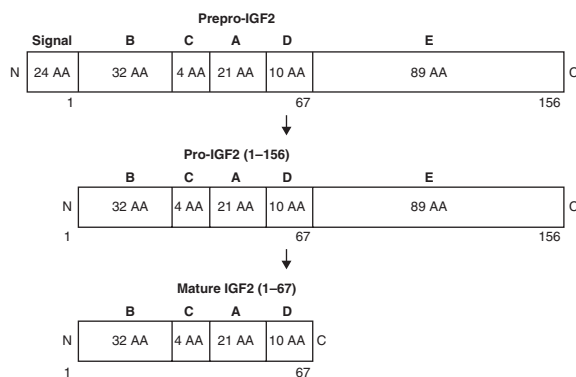 Prepro-IGF2
Signal B C A D E
N 24 AA 32 AA 4 AA 21 AA 10 AA 89 AA C
1 67 156
Pro-IGF2 (1–156)
B C A D E
N 32 AA 4 AA 21 AA 10 AA 89 AA C
1 67 156
Mature IGF2 (1–67)
B C A D
N 32 AA 4 AA 21 AA 10 AA C
1 67